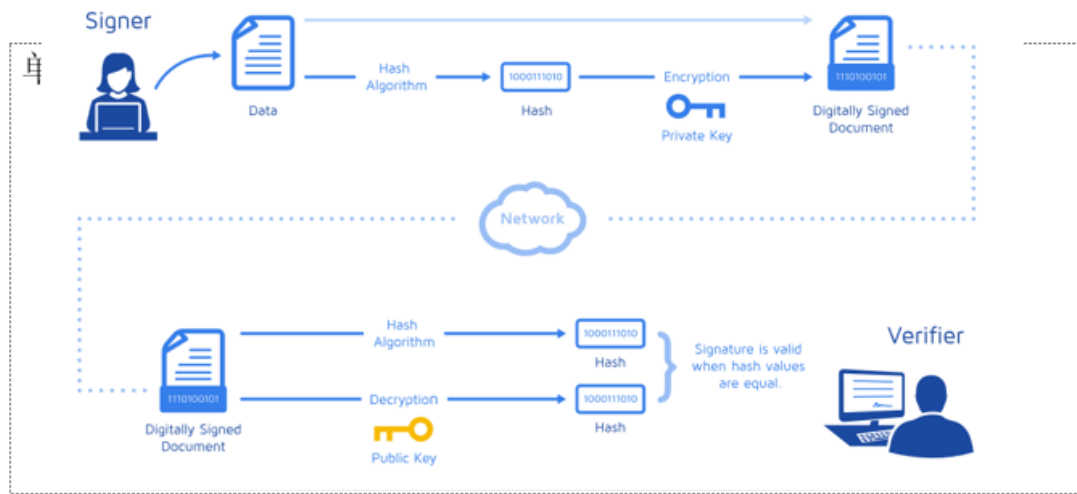 Signer
Hash
Algorithm
1000111010
Encryption
1110100101
Data
Hash
Private Key
Digitally Signed
Document
Network
Hash
Algorithm
1000111010
Hash
Signature is valid
when hash values
are equal.
Verifier
1110100101
Decryption
1000111010
Hash
Digitally Signed
Document
Public Key